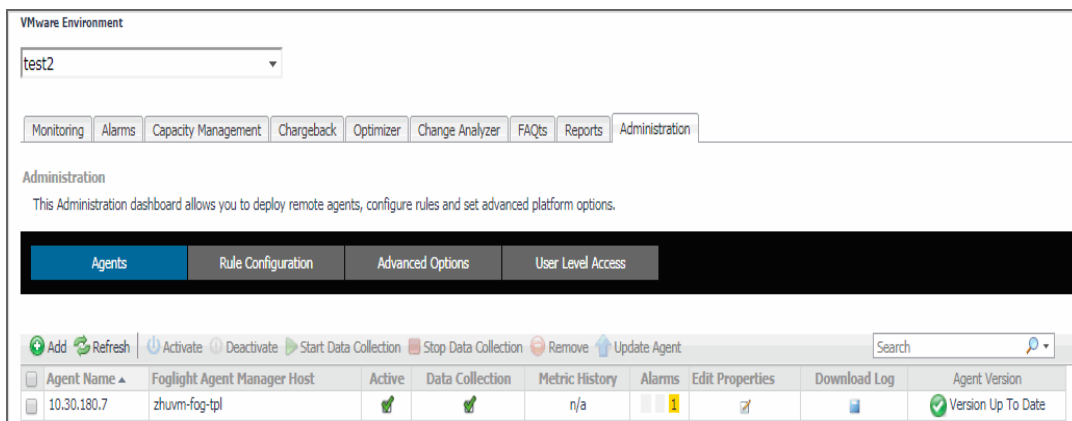 VMware Environment
test2
Monitoring Alarms Capacity Management Chargeback Optimizer Change Analyzer FAQts Reports Administration
Administration
This Administration dashboard allows you to deploy remote agents, configure rules and set advanced platform options.
Agents Rule Configuration Advanced Options User Level Access
Add Refresh Activate Deactivate Start Data Collection Stop Data Collection Remove Update Agent Search
Agent Name Foglight Agent Manager Host Active Data Collection Metric History Alarms Edit Properties Download Log Agent Version
10.30.180.7 zhuvm-fog-tpl n/a 1 Version Up To Date